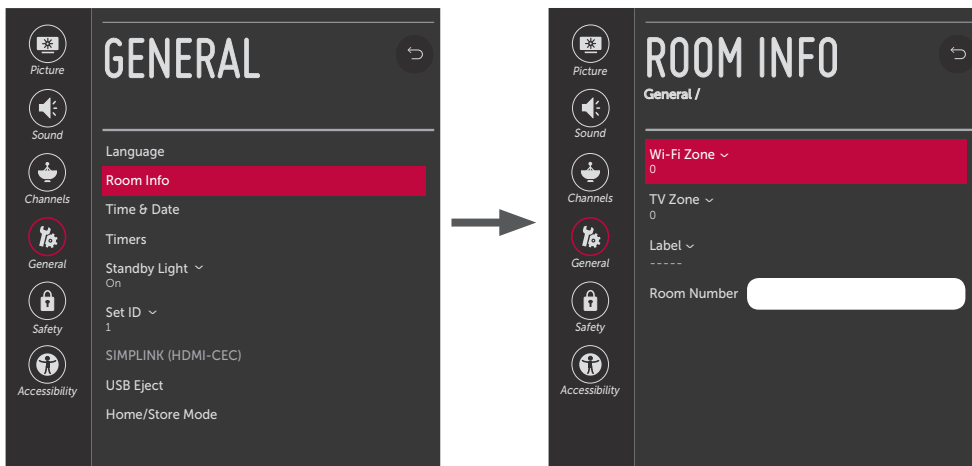 GENERAL
Picture
Sound
Channels
General
Safety
Accessibility
Language
Room Info
Time & Date
Timers
Standby Light
On
Set ID
1
SIMPLINK (HDMI-CEC)
USB Eject
Home/Store Mode
ROOM INFO
General /
Picture
Sound
Channels
General
Safety
Accessibility
Wi-Fi Zone
0
TV Zone
0
Label
-----
Room Number